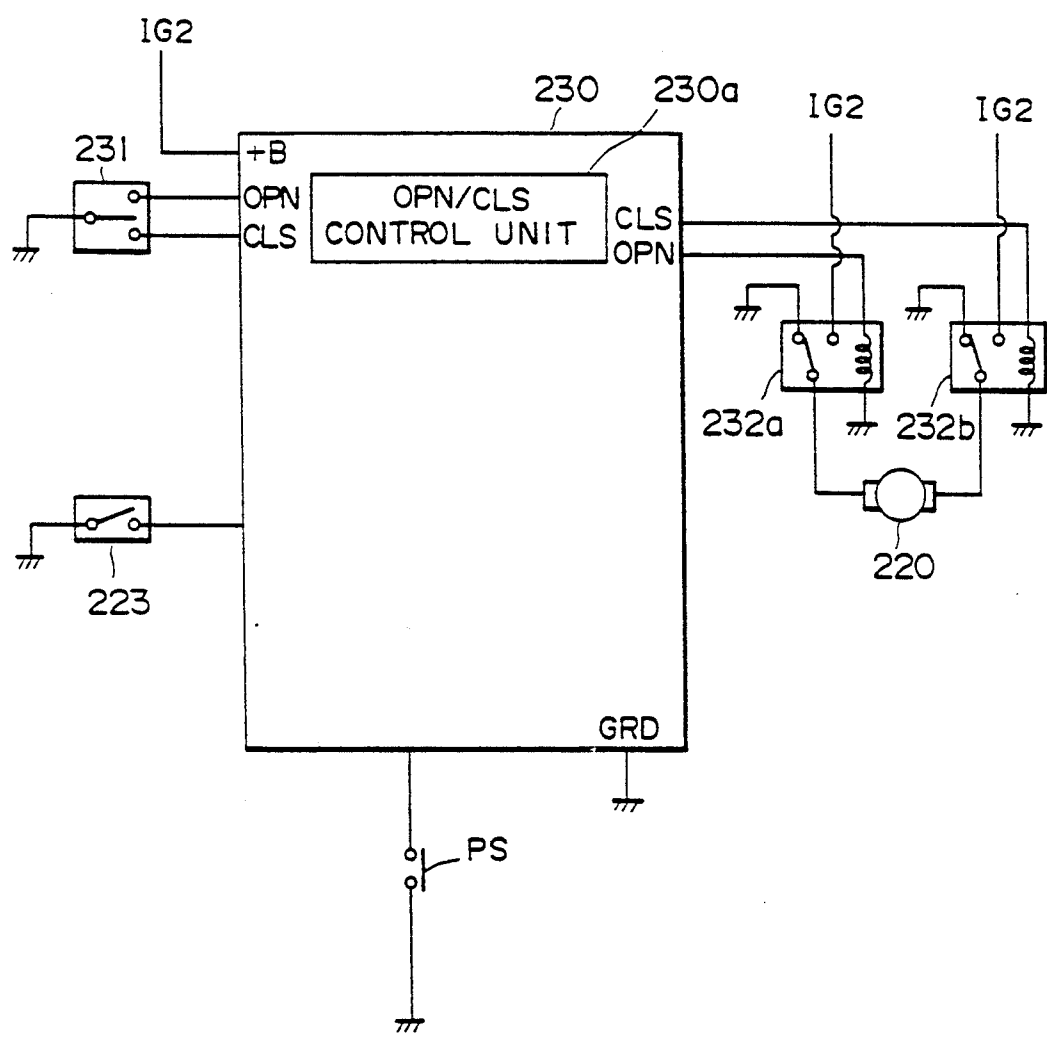 IG2
230
230a
IG2
IG2
231
+B
OPN
CLS
OPN/CLS
CONTROL UNIT
CLS
OPN
232a
232b
220
223
GRD
PS